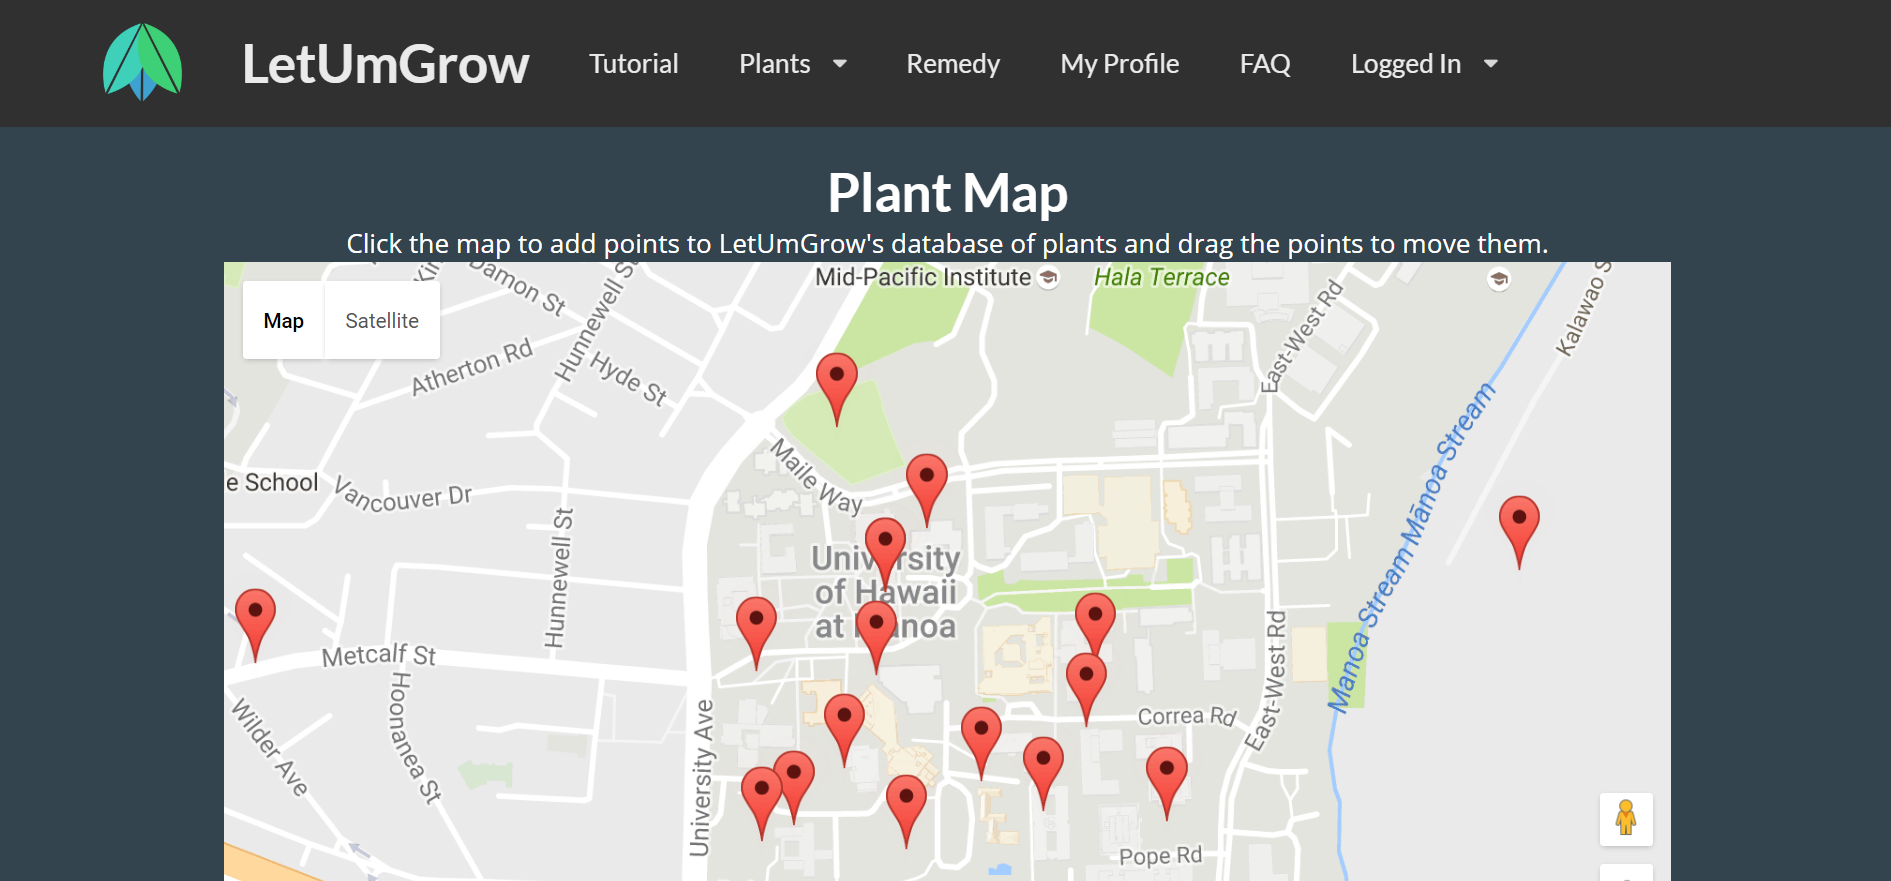 LetUmGrow Tutorial Plants Remedy My Profile FAQ Logged In
Plant Map
Click the map to add points to LetUmGrow's database of plants and drag the points to move them.
Mid-Pacific Institute
Hala Terrace
Damon St
Hunnewell St
Kalawao S
Map Satellite
Atherton Rd
Hyde St
East-West Rd
Maile Way
e School
Vancouver Dr
Hunnewell St
Manoa Stream
Mānoa Stream
Manoa Stream
University
of Hawaii
at Manoa
Metcalf St
Hoonanea St
Wilder Ave
University Ave
East-West Rd
Correa Rd
Pope Rd